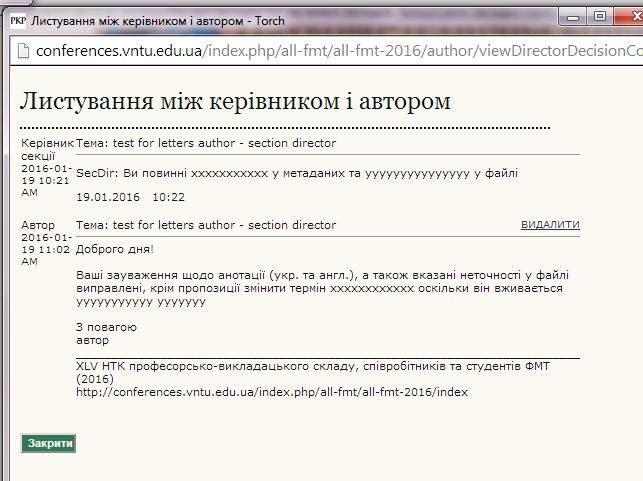 PKP Листування між керівником і автором - Torch
conferences.vntu.edu.ua/index.php/all-fmt/all-fmt-2016/author/viewDirectorDecisionCo
Листування між керівником і автором
Керівник секції 2016-01-19 10:21 AM
Тема: test for letters author - section director
SecDir: Ви повинні xxxxxxxxxxx у метаданих та yyyyyyyyyyyyyyy у файлі
19.01.2016 10:22
Автор 2016-01-19 11:02 AM
Тема: test for letters author - section director ВИДАЛИТИ
Доброго дня!
Ваші зауваження щодо анотації (укр. та англ.), а також вказані неточності у файлі
виправлені, крім пропозиції змінити термін xxxxxxxxxxxx оскільки він вживається
yyyyyyyyyyy yyyyyyy
З повагою
автор
XLV НТК професорсько-викладацького складу, співробітників та студентів ФМТ
(2016)
http://conferences.vntu.edu.ua/index.php/all-fmt/all-fmt-2016/index
Закрити